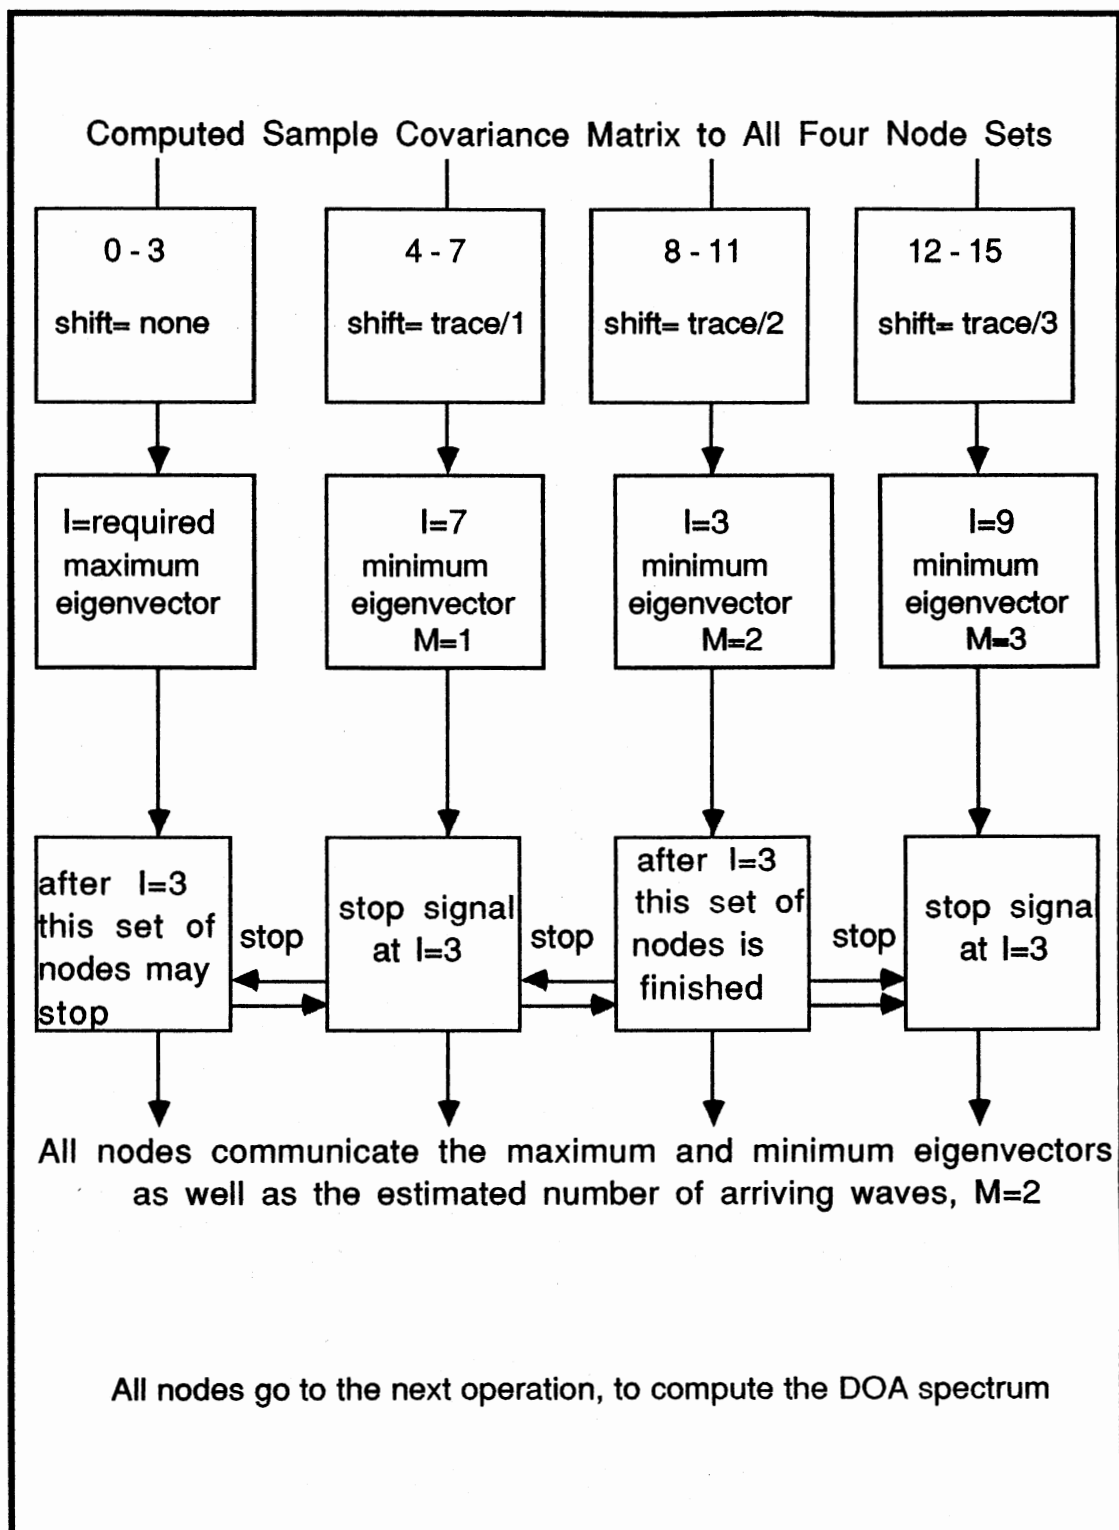 Computed Sample Covariance Matrix to All Four Node Sets
0 - 3
shift= none
4 - 7
shift= trace/1
8 - 11
shift= trace/2
12 - 15
shift= trace/3
I=required
maximum
eigenvector
I=7
minimum
eigenvector
M=1
I=3
minimum
eigenvector
M=2
I=9
minimum
eigenvector
M=3
after I=3
this set of
nodes may
stop
stop
stop signal
at I=3
stop
after I=3
this set of
nodes is
finished
stop
stop signal
at I=3
All nodes communicate the maximum and minimum eigenvectors
as well as the estimated number of arriving waves, M=2
All nodes go to the next operation, to compute the DOA spectrum